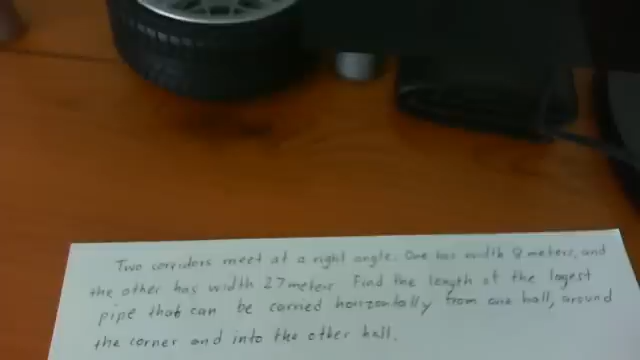 Two corridors meet at a right angle. One has width 8 meters, and
the other has width 27 meters Find the length of the logest
pipe that can be carried horizontally from one hall, around
the corner and into the other hall.